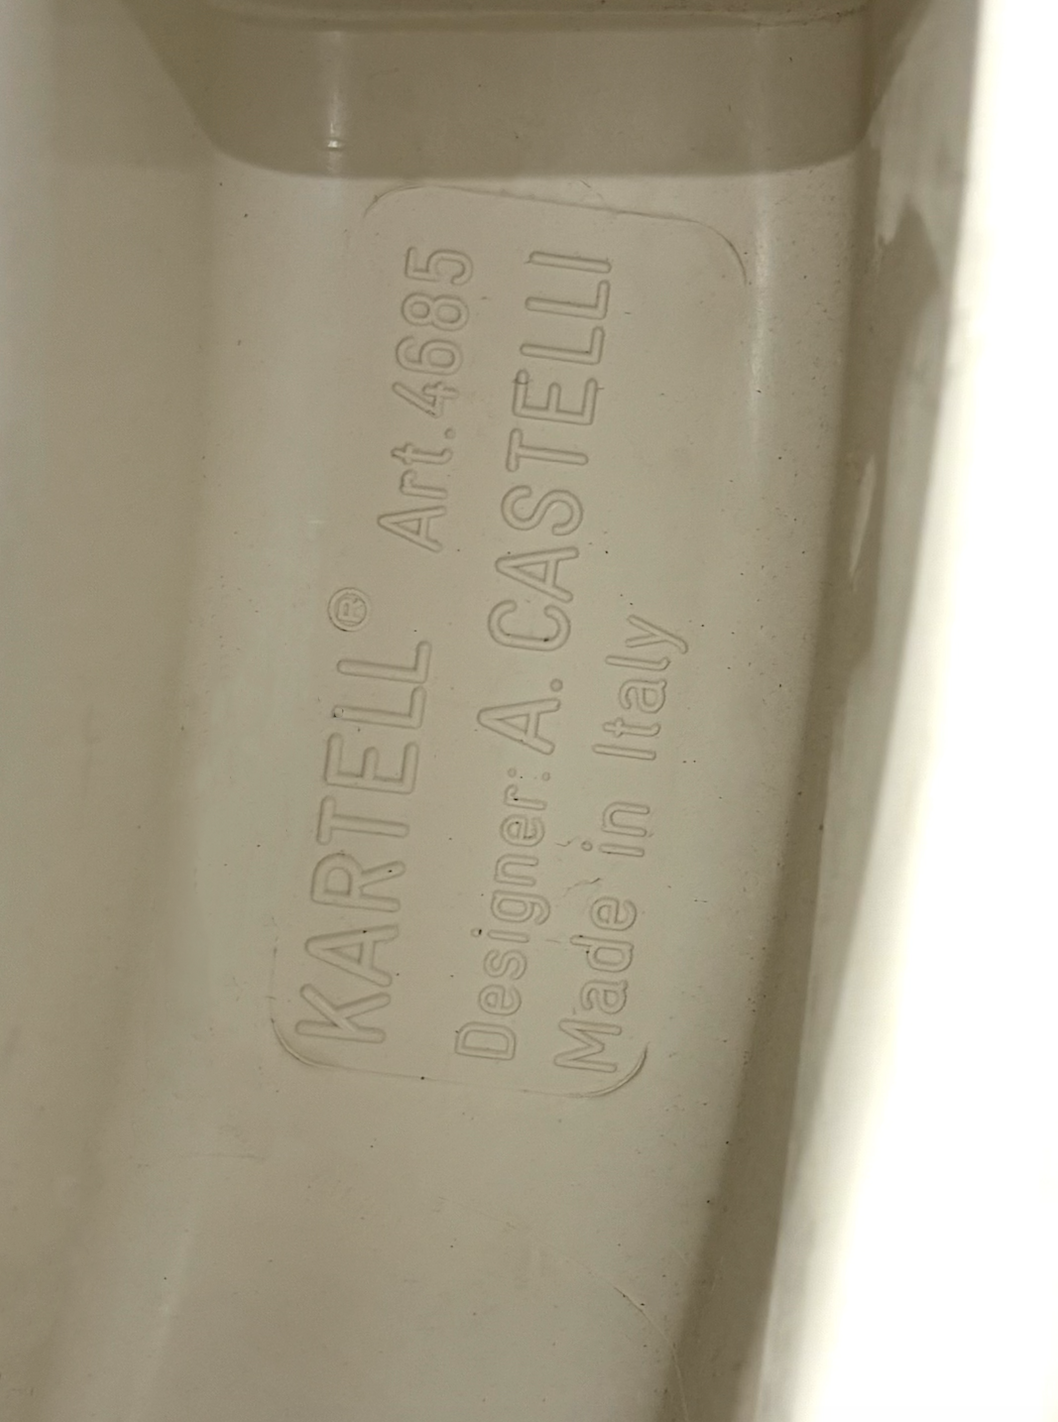 KARTELL® Art. 4685
Designer: A. CASTELLI
Made in Italy